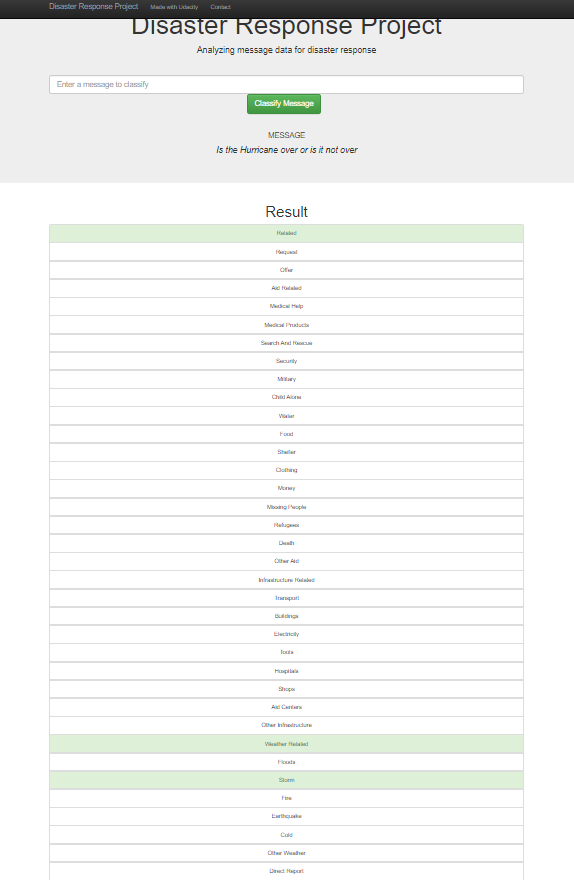 Disaster Response Project Made with Udacity Contact
Disaster Response Project
Analyzing message data for disaster response
Enter a message to classify
Classify Message
MESSAGE
Is the Hurricane over or is it not over
Result
Related
Request
Offer
Aid Related
Medical Help
Medical Products
Search And Rescue
Security
Military
Child Alone
Water
Food
Shelter
Clothing
Money
Missing People
Refugees
Death
Other Aid
Infrastructure Related
Transport
Buildings
Electricity
Tools
Hospitals
Shops
Aid Centers
Other Infrastructure
Weather Related
Floods
Storm
Fire
Earthquake
Cold
Other Weather
Direct Report